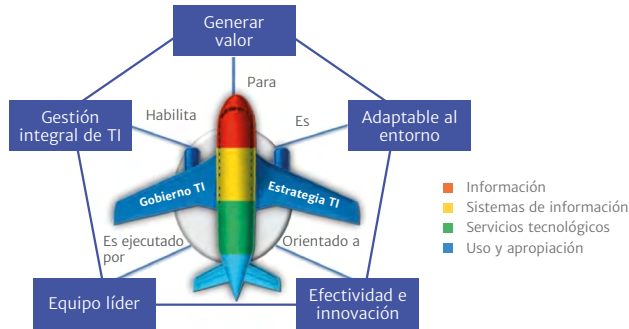 Generar
valor
Para
Habilita
Es
Gestión
integral de TI
Adaptable al
entorno
Gobierno TI
Estrategia TI
Información
Sistemas de información
Servicios tecnológicos
Uso y apropiación
Es ejecutado
por
Orientado a
Equipo líder
Efectividad e
innovación